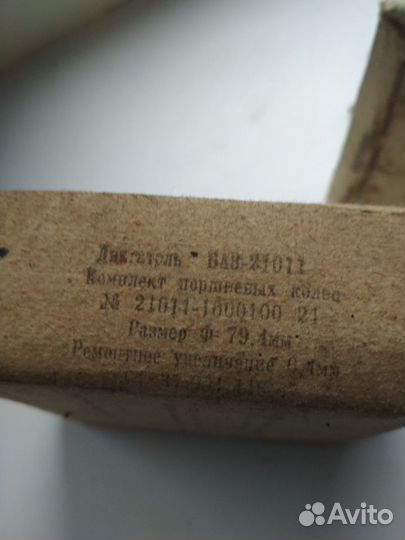 Двигатель ВАЗ-21011
Комплект поршневых колец
№ 21011-1000100 21
Размер Ф 79.4мм
Ремонтное увеличение 0,4мм
Avito